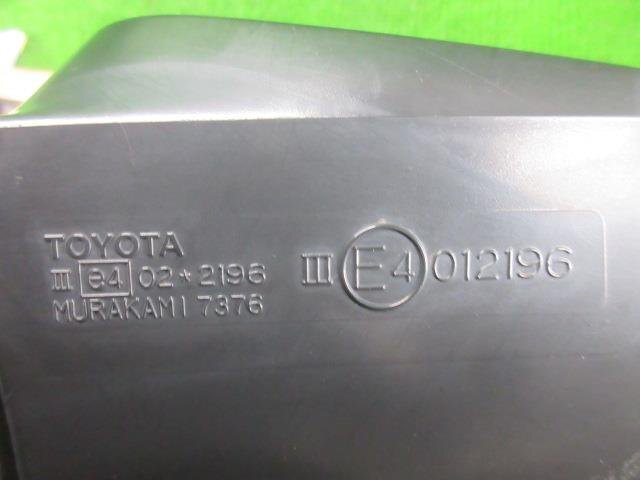 TOYOTA
III e4 02*2196
MURAKAMI 7376
III E4 012196